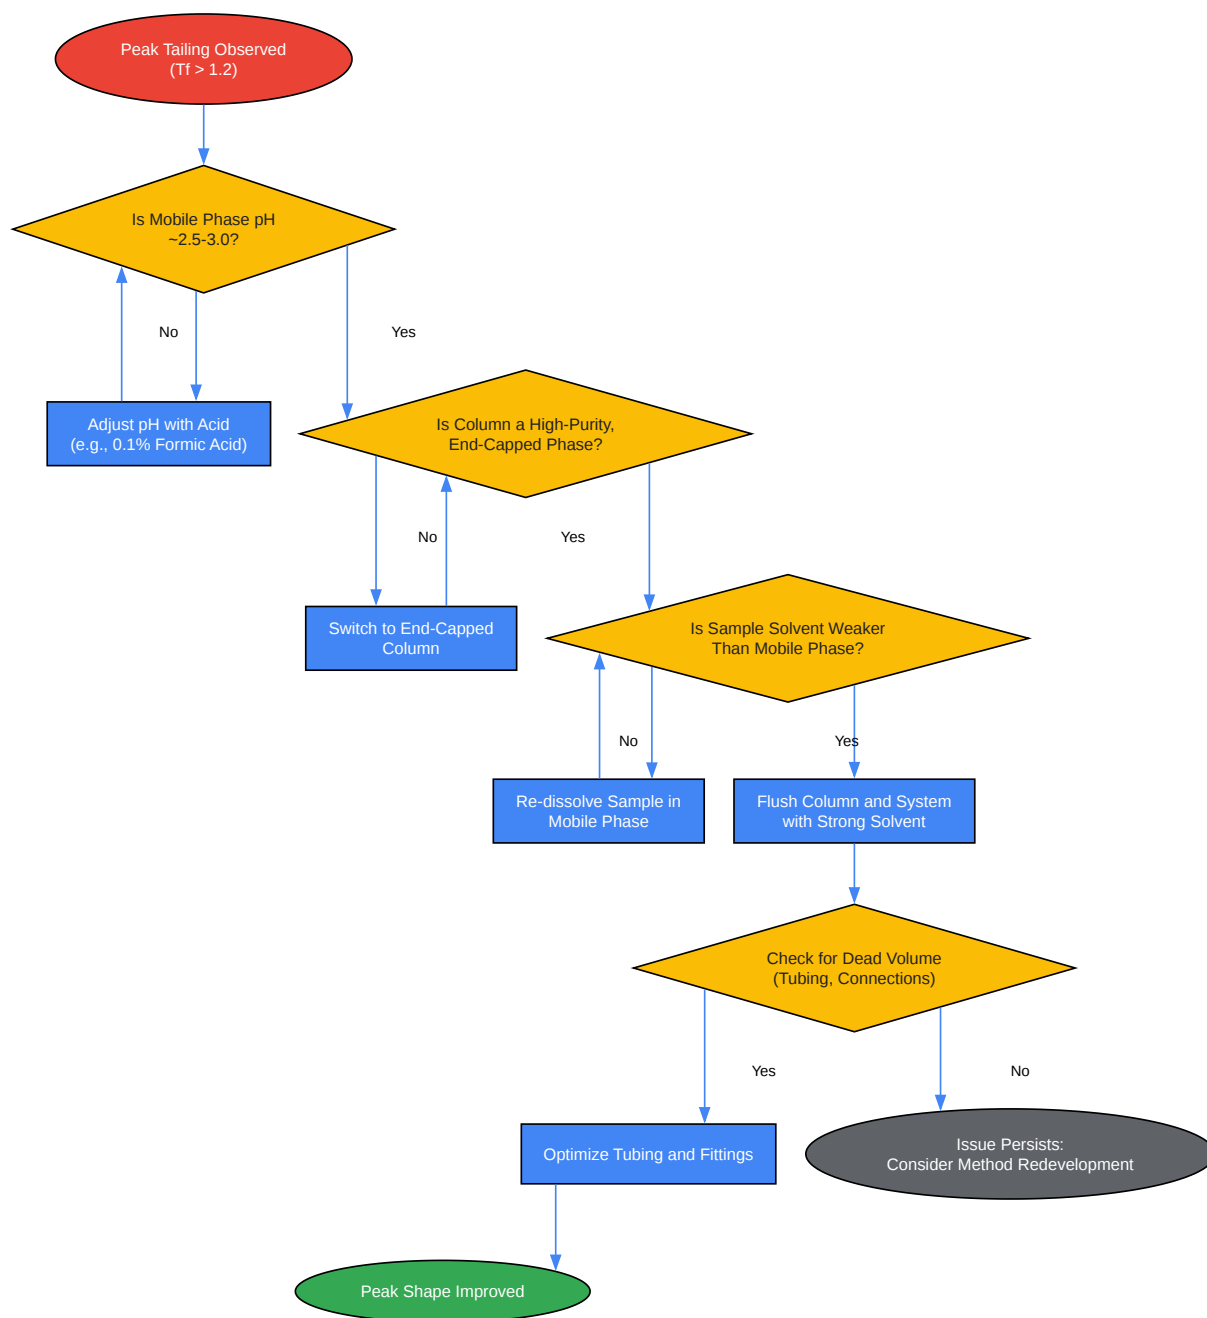 Peak Tailing Observed
(Tf > 1.2)
Is Mobile Phase pH
~2.5-3.0?
No
Yes
Adjust pH with Acid
(e.g., 0.1% Formic Acid)
Is Column a High-Purity,
End-Capped Phase?
No
Yes
Switch to End-Capped
Column
Is Sample Solvent Weaker
Than Mobile Phase?
No
Yes
Re-dissolve Sample in
Mobile Phase
Flush Column and System
with Strong Solvent
Check for Dead Volume
(Tubing, Connections)
Yes
No
Optimize Tubing and Fittings
Issue Persists:
Consider Method Redevelopment
Peak Shape Improved